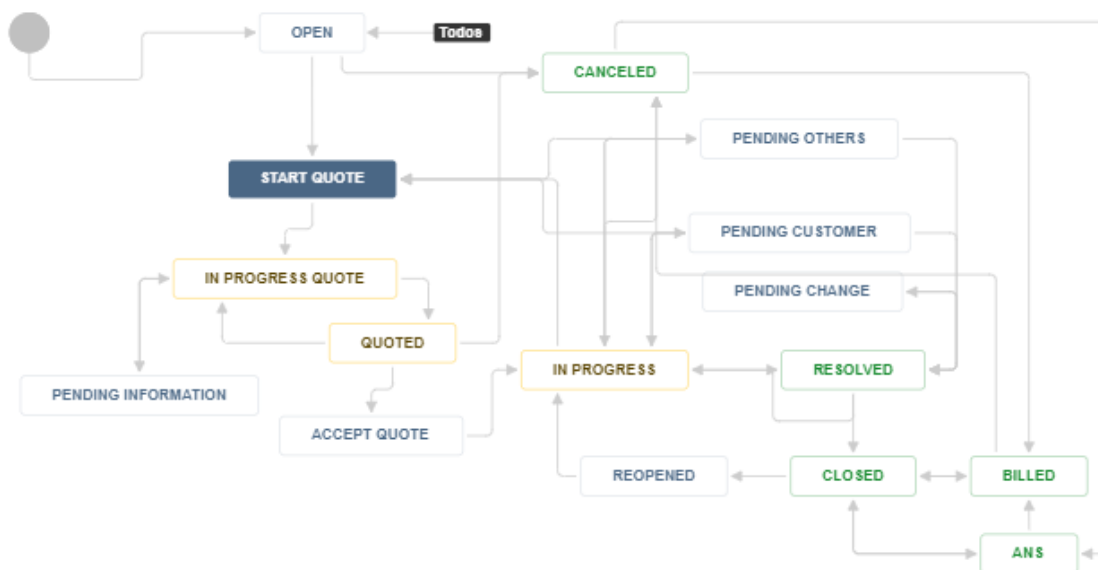 OPEN
Todos
CANCELED
PENDING OTHERS
START QUOTE
PENDING CUSTOMER
IN PROGRESS QUOTE
PENDING CHANGE
QUOTED
IN PROGRESS
RESOLVED
PENDING INFORMATION
ACCEPT QUOTE
REOPENED
CLOSED
BILLED
ANS